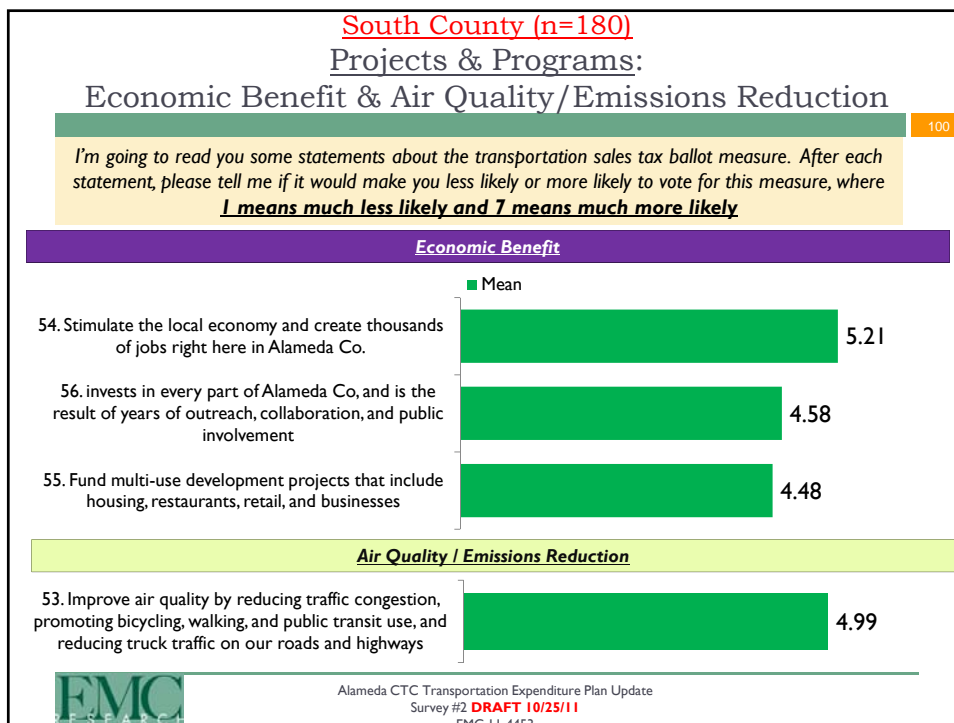 South County (n=180)
Projects & Programs:
Economic Benefit & Air Quality/Emissions Reduction
100
I'm going to read you some statements about the transportation sales tax ballot measure. After each
statement, please tell me if it would make you less likely or more likely to vote for this measure, where
1 means much less likely and 7 means much more likely
Economic Benefit
Mean
54. Stimulate the local economy and create thousands
of jobs right here in Alameda Co.
5.21
56. invests in every part of Alameda Co, and is the
result of years of outreach, collaboration, and public
involvement
4.58
55. Fund multi-use development projects that include
housing, restaurants, retail, and businesses
4.48
Air Quality / Emissions Reduction
53. Improve air quality by reducing traffic congestion,
promoting bicycling, walking, and public transit use, and
reducing truck traffic on our roads and highways
4.99
EMC
RESEARCH
Alameda CTC Transportation Expenditure Plan Update
Survey #2 DRAFT 10/25/11
EMC 11-4452